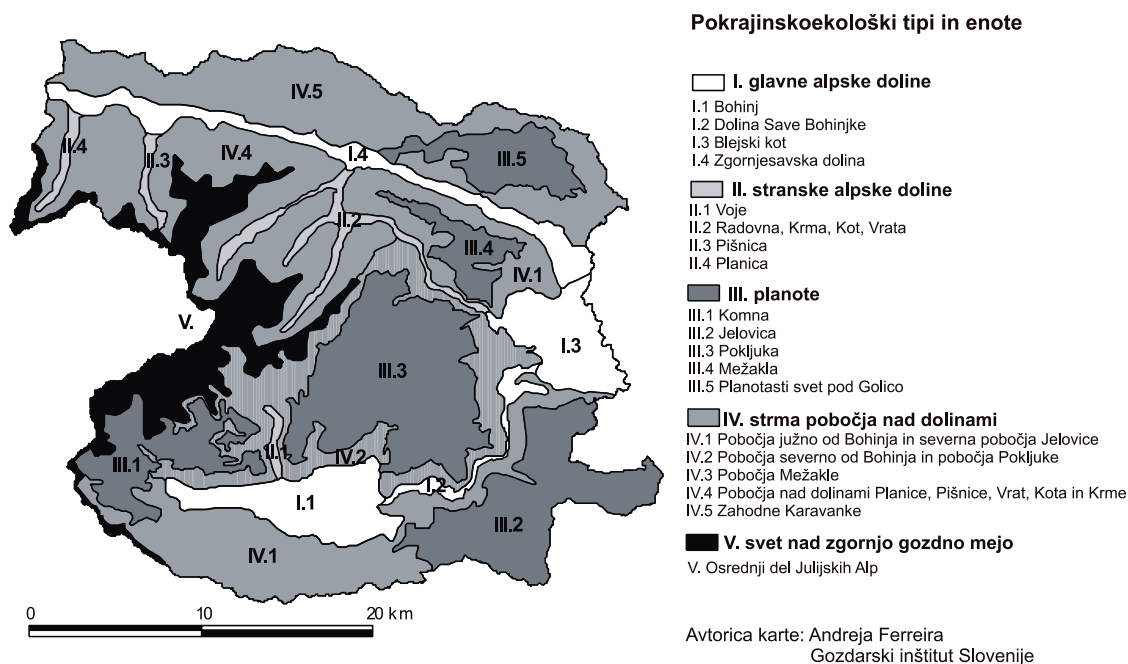 Pokrajinskoekološki tipi in enote
I. glavne alpske doline
I.1 Bohinj
I.2 Dolina Save Bohinjke
I.3 Blejski kot
I.4 Zgornjesavska dolina
II. stranske alpske doline
II.1 Voje
II.2 Radovna, Krma, Kot, Vrata
II.3 Pišnica
II.4 Planica
III. planote
III.1 Komna
III.2 Jelovica
III.3 Pokljuka
III.4 Mežakla
III.5 Planotasti svet pod Golico
IV. strma pobočja nad dolinami
IV.1 Pobočja južno od Bohinja in severna pobočja Jelovice
IV.2 Pobočja severno od Bohinja in pobočja Pokljuke
IV.3 Pobočja Mežakle
IV.4 Pobočja nad dolinami Planice, Pišnice, Vrat, Kota in Krme
IV.5 Zahodne Karavanke
V. svet nad zgornjo gozdno mejo
V. Osrednji del Julijskih Alp
Avtorica karte: Andreja Ferreira
Gozdarski inštitut Slovenije
IV.5
II.4
II.3
IV.4
I.4
III.5
II.2
III.4
IV.1
V.
I.3
III.3
II.1
IV.2
III.1
I.2
I.1
III.2
IV.1
0 10 20 km